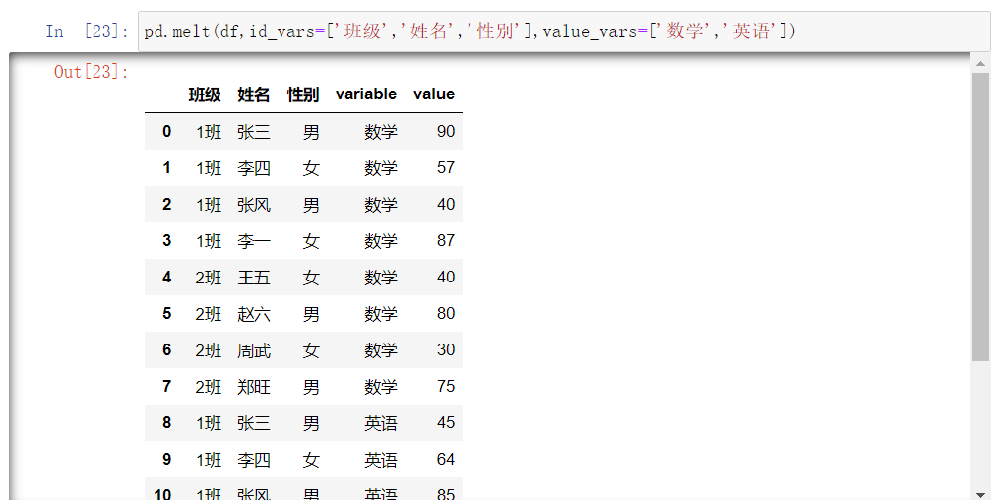 In [23]: pd.melt(df,id_vars=['班级','姓名','性别'],value_vars=['数学','英语'])
Out[23]:
班级 姓名 性别 variable value
0 1班 张三 男 数学 90
1 1班 李四 女 数学 57
2 1班 张风 男 数学 40
3 1班 李一 女 数学 87
4 2班 王五 女 数学 40
5 2班 赵六 男 数学 80
6 2班 周武 女 数学 30
7 2班 郑旺 男 数学 75
8 1班 张三 男 英语 45
9 1班 李四 女 英语 64
10 1班 张风 男 英语 85